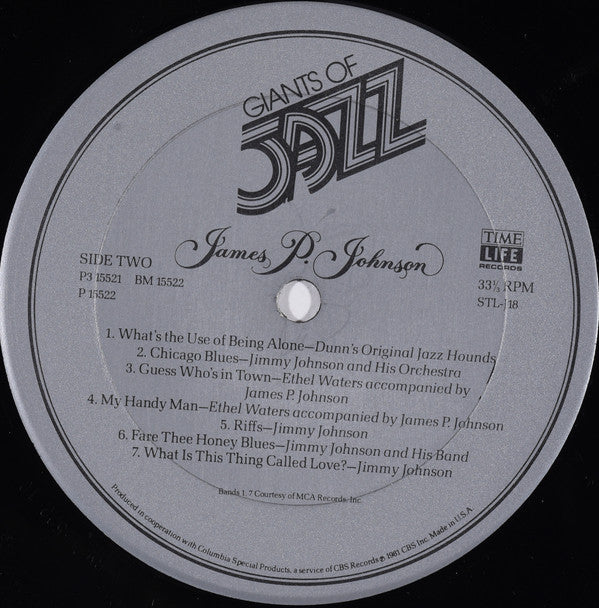 GIANTS OF
JAZZ
James P. Johnson
TIME
LIFE
RECORDS
SIDE TWO
P3 15521 BM 15522
P 15522
33⅓ RPM
STL-J18
1. What's the Use of Being Alone—Dunn's Original Jazz Hounds
2. Chicago Blues—Jimmy Johnson and His Orchestra
3. Guess Who's in Town—Ethel Waters accompanied by
James P. Johnson
4. My Handy Man—Ethel Waters accompanied by James P. Johnson
5. Riffs—Jimmy Johnson
6. Fare Thee Honey Blues—Jimmy Johnson and His Band
7. What Is This Thing Called Love?—Jimmy Johnson
Bands 1, 7 Courtesy of MCA Records, Inc.
Produced in cooperation with Columbia Special Products, a service of CBS Records ℗ 1981 CBS Inc. Made in U.S.A.